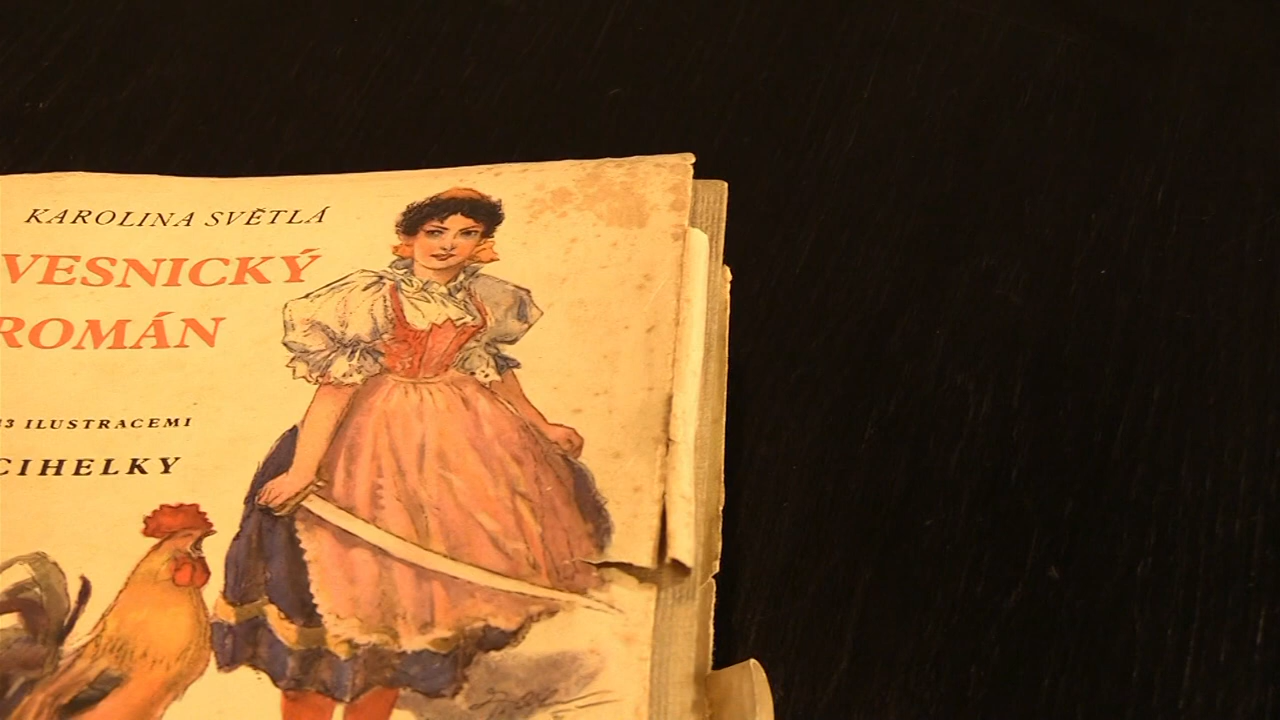 KAROLINA SVĚTLÁ
VESNICKÝ
ROMÁN
ILUSTRACEMI
CIHELKY